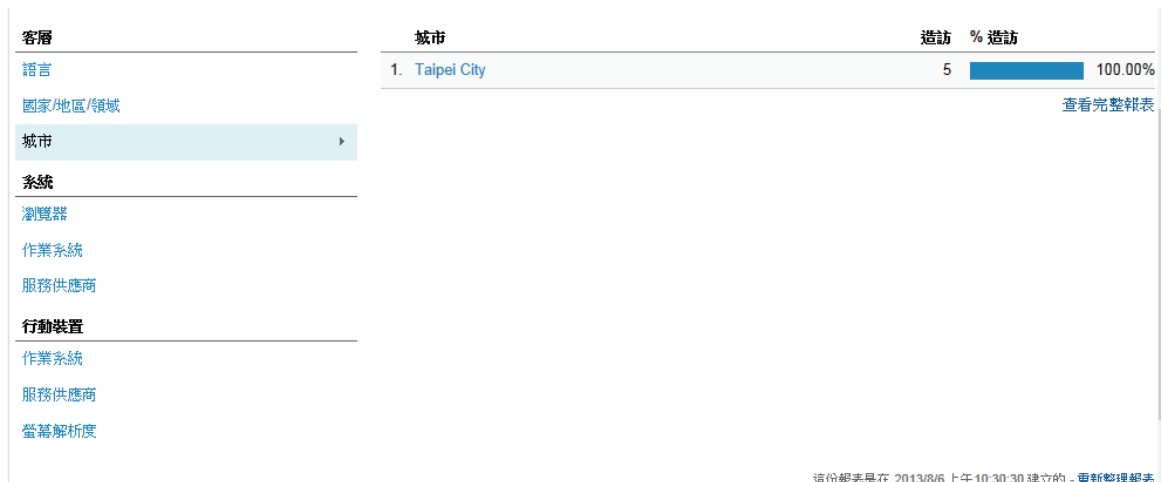 客層
語言
國家/地區/領域
城市
系統
瀏覽器
作業系統
服務供應商
行動裝置
作業系統
服務供應商
螢幕解析度
城市 造訪 % 造訪
1. Taipei City 5 100.00%
查看完整報表
這份報表是在 2013/8/6 上午10:30:30 建立的 - 重新整理報表